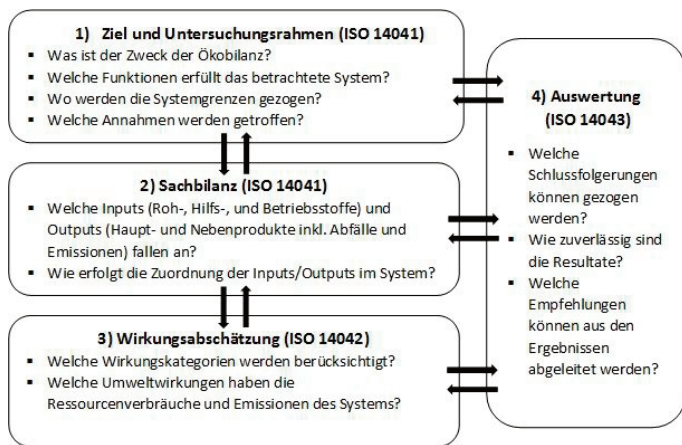 1) Ziel und Untersuchungsrahmen (ISO 14041)
▪ Was ist der Zweck der Ökobilanz?
▪ Welche Funktionen erfüllt das betrachtete System?
▪ Wo werden die Systemgrenzen gezogen?
▪ Welche Annahmen werden getroffen?
2) Sachbilanz (ISO 14041)
▪ Welche Inputs (Roh-, Hilfs-, und Betriebsstoffe) und
Outputs (Haupt- und Nebenprodukte inkl. Abfälle und
Emissionen) fallen an?
▪ Wie erfolgt die Zuordnung der Inputs/Outputs im System?
3) Wirkungsabschätzung (ISO 14042)
▪ Welche Wirkungskategorien werden berücksichtigt?
▪ Welche Umweltwirkungen haben die
Ressourcenverbräuche und Emissionen des Systems?
4) Auswertung
(ISO 14043)
▪ Welche
Schlussfolgerungen
können gezogen
werden?
▪ Wie zuverlässig sind
die Resultate?
▪ Welche
Empfehlungen
können aus den
Ergebnissen
abgeleitet werden?